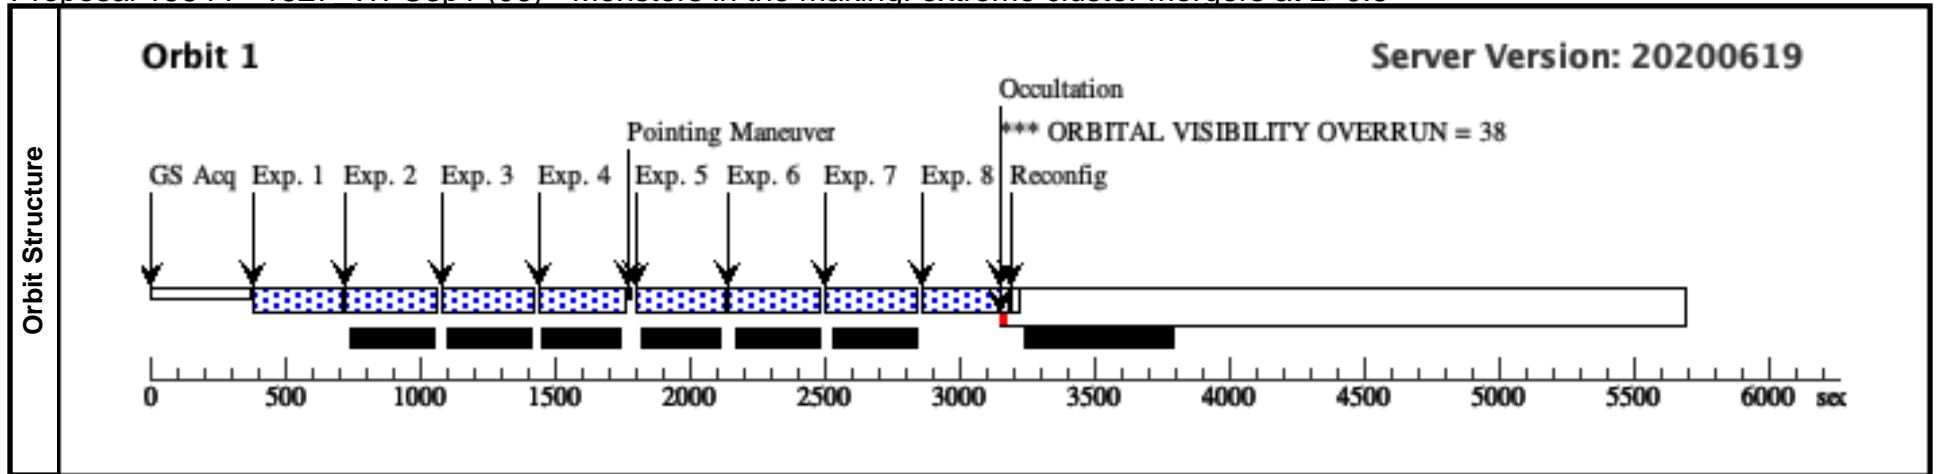 Orbit 1
Server Version: 20200619
Occultation
Pointing Maneuver
*** ORBITAL VISIBILITY OVERRUN = 38
GS Acq Exp. 1 Exp. 2 Exp. 3 Exp. 4 Exp. 5 Exp. 6 Exp. 7 Exp. 8 Reconfig
Orbit Structure
0 500 1000 1500 2000 2500 3000 3500 4000 4500 5000 5500 6000 sec